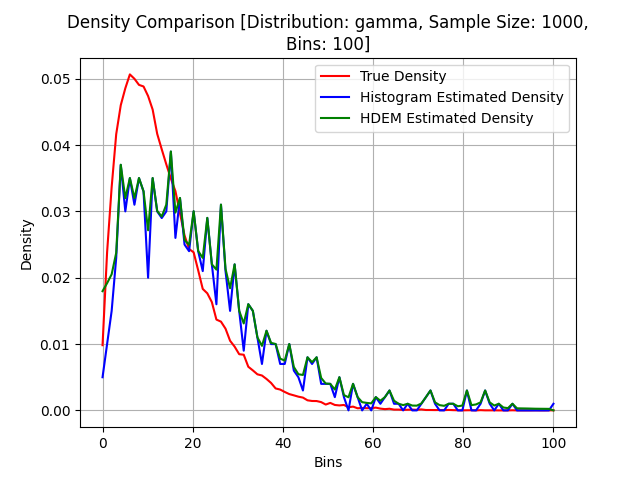 Density Comparison [Distribution: gamma, Sample Size: 1000,
Bins: 100]
True Density
Histogram Estimated Density
HDEM Estimated Density
Density
0.05
0.04
0.03
0.02
0.01
0.00
0
20
40
60
80
100
Bins